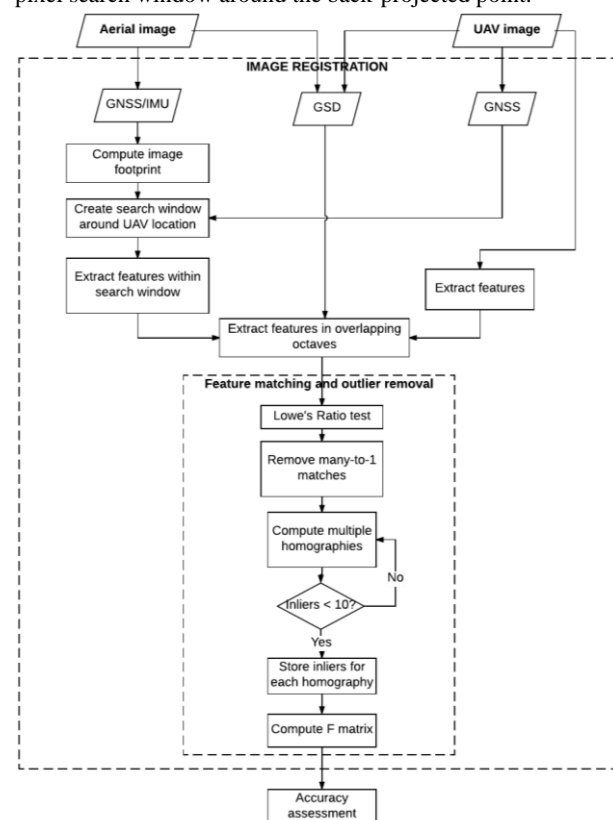 pixel search window around the back-projected point.
Aerial image
UAV image
IMAGE REGISTRATION
GNSS/IMU
GSD
GNSS
Compute image
footprint
Create search window
around UAV location
Extract features within
search window
Extract features
Extract features in overlapping
octaves
Feature matching and outlier removal
Lowe's Ratio test
Remove many-to-1
matches
Compute multiple
homographies
No
Inliers < 10?
Yes
Store inliers for
each homography
Compute F matrix
Accuracy
assessment